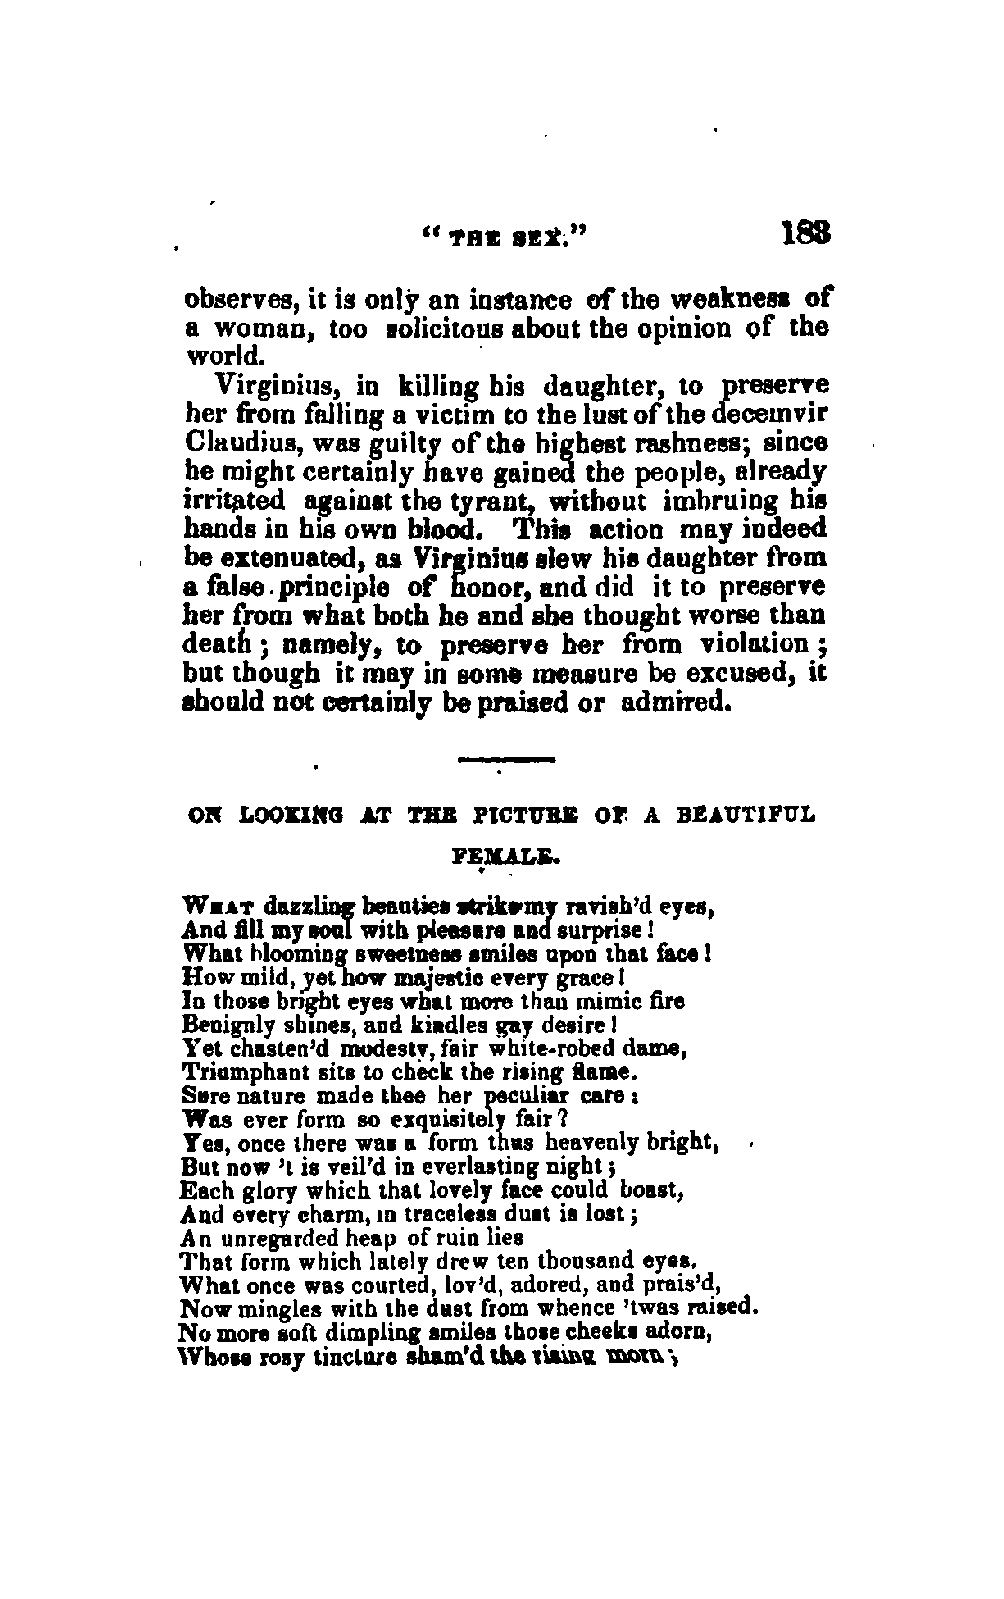 “ THE SEX.” 183
observes, it is only an instance of the weakness of
a woman, too solicitous about the opinion of the
world.
Virginius, in killing his daughter, to preserve
her from falling a victim to the lust of the decemvir
Claudius, was guilty of the highest rashness; since
he might certainly have gained the people, already
irritated against the tyrant, without imbruing his
hands in his own blood. This action may indeed
be extenuated, as Virginius slew his daughter from
a false principle of honor, and did it to preserve
her from what both he and she thought worse than
death ; namely, to preserve her from violation ;
but though it may in some measure be excused, it
should not certainly be praised or admired.
ON LOOKING AT THE PICTURE OF A BEAUTIFUL
FEMALE.
WHAT dazzling beauties strike my ravish'd eyes,
And fill my soul with pleasure and surprise !
What blooming sweetness smiles upon that face !
How mild, yet how majestic every grace !
In those bright eyes what more than mimic fire
Benignly shines, and kindles gay desire !
Yet chasten'd modesty, fair white-robed dame,
Triumphant sits to check the rising flame.
Sure nature made thee her peculiar care :
Was ever form so exquisitely fair ?
Yes, once there was a form thus heavenly bright,
But now 't is veil'd in everlasting night ;
Each glory which that lovely face could boast,
And every charm, in traceless dust is lost ;
An unregarded heap of ruin lies
That form which lately drew ten thousand eyes.
What once was courted, lov'd, adored, and prais'd,
Now mingles with the dust from whence 'twas raised.
No more soft dimpling smiles those cheeks adorn,
Whose rosy tincture sham'd the rising morn ;